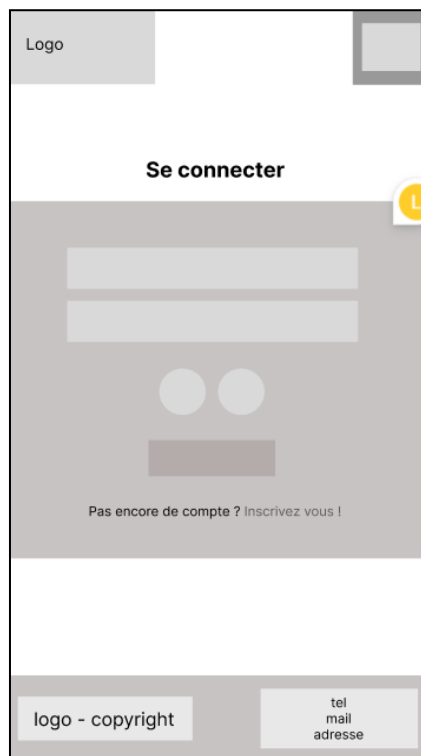 Logo
Se connecter
L
Pas encore de compte ? Inscrivez vous !
logo - copyright
tel
mail
adresse